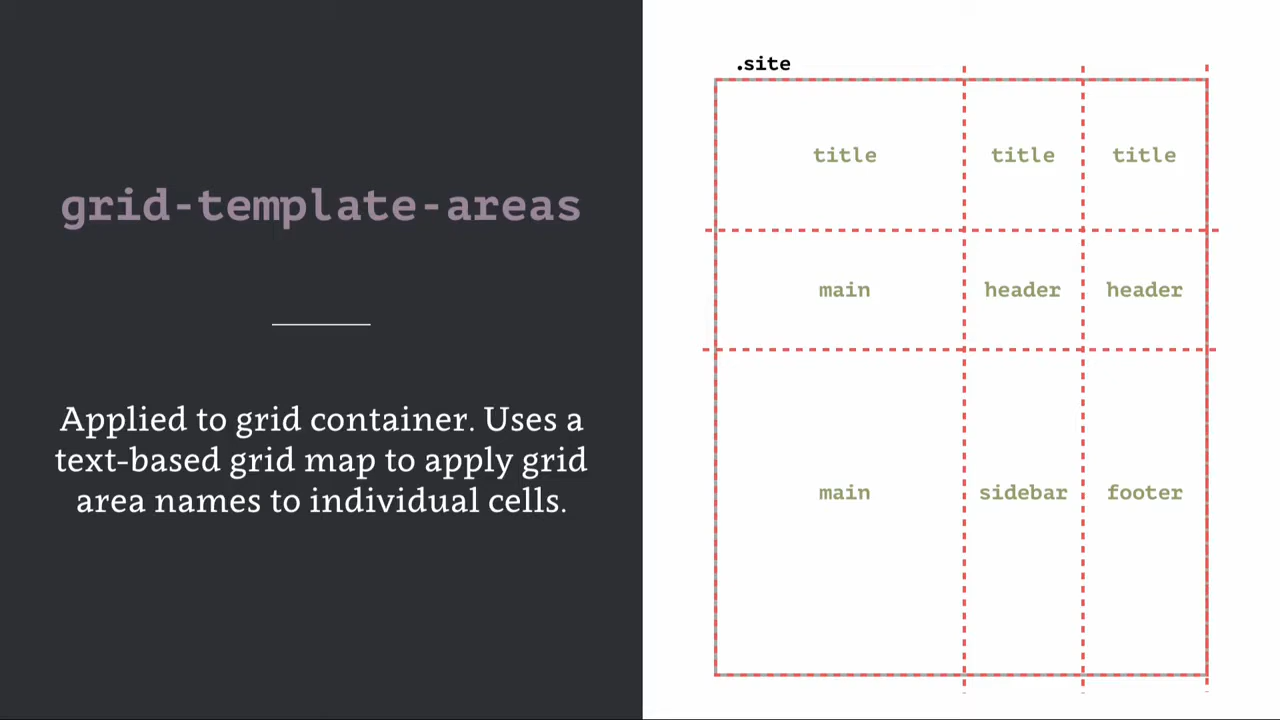 grid-template-areas
Applied to grid container. Uses a
text-based grid map to apply grid
area names to individual cells.
.site
title title title
main header header
main sidebar footer